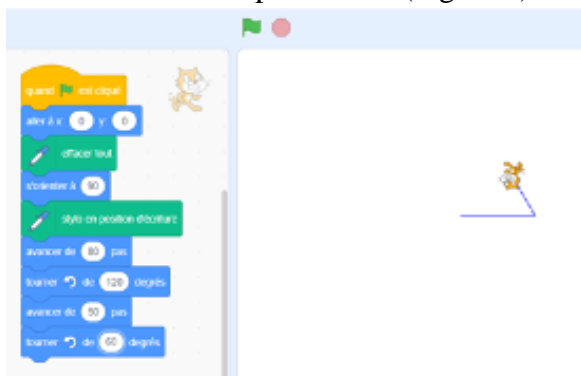 quand est cliqué
aller à x: 0 y: 0
effacer tout
s'orienter à 90
stylo en position d'écriture
avancer de 80 pas
tourner de 120 degrés
avancer de 50 pas
tourner de 60 degrés